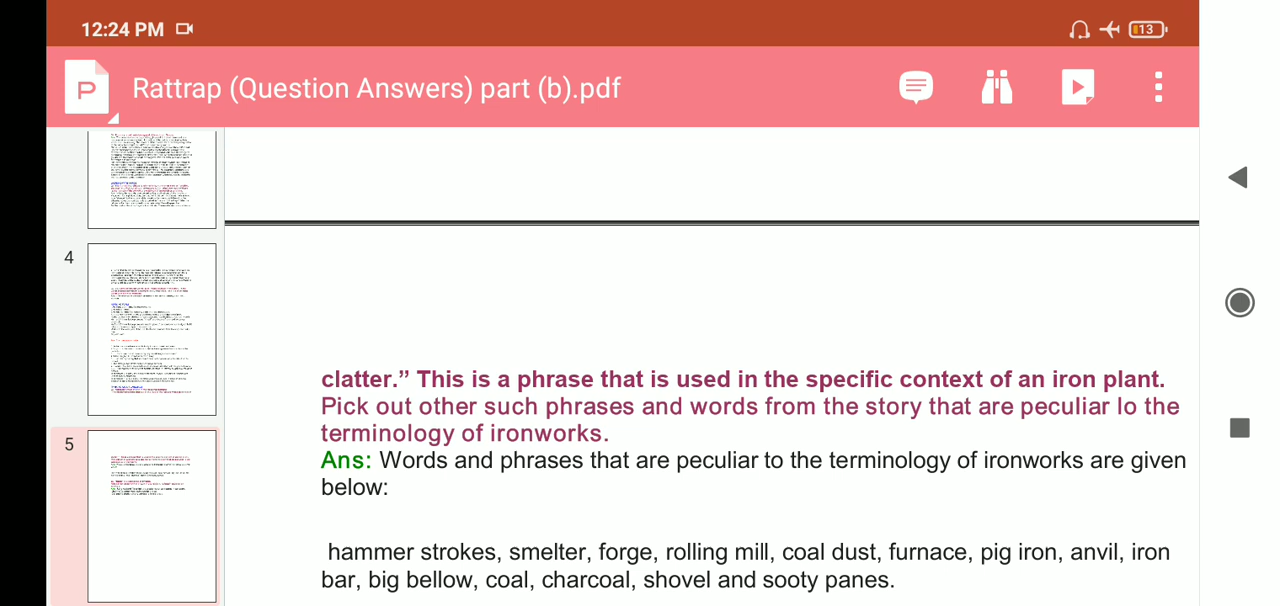 12:24 PM
13
P
Rattrap (Question Answers) part (b).pdf
4
5
clatter.” This is a phrase that is used in the specific context of an iron plant.
Pick out other such phrases and words from the story that are peculiar lo the
terminology of ironworks.
Ans: Words and phrases that are peculiar to the terminology of ironworks are given
below:
hammer strokes, smelter, forge, rolling mill, coal dust, furnace, pig iron, anvil, iron
bar, big bellow, coal, charcoal, shovel and sooty panes.